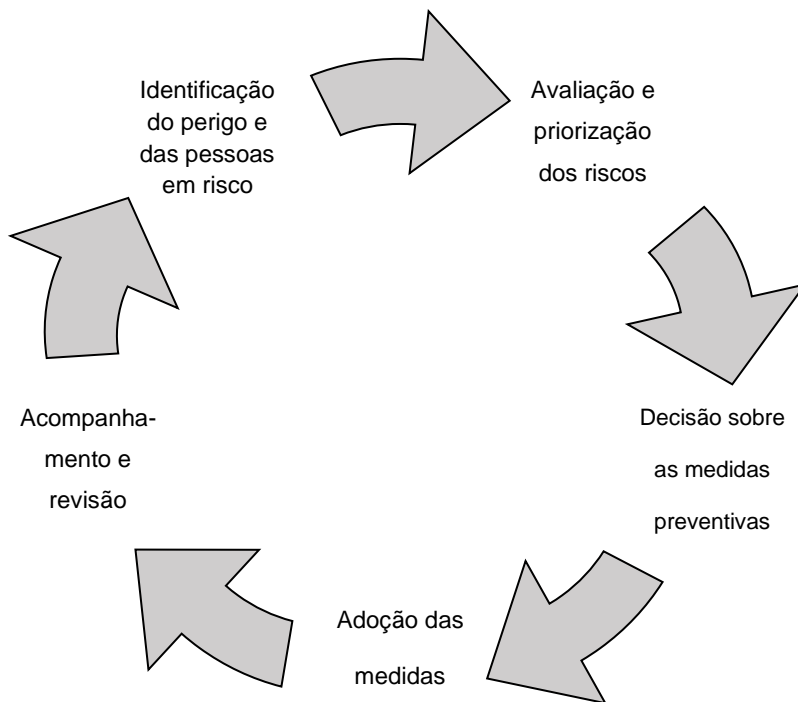 Identificação
do perigo e
das pessoas
em risco
Avaliação e
priorização
dos riscos
Decisão sobre
as medidas
preventivas
Adoção das
medidas
Acompanha-
mento e
revisão